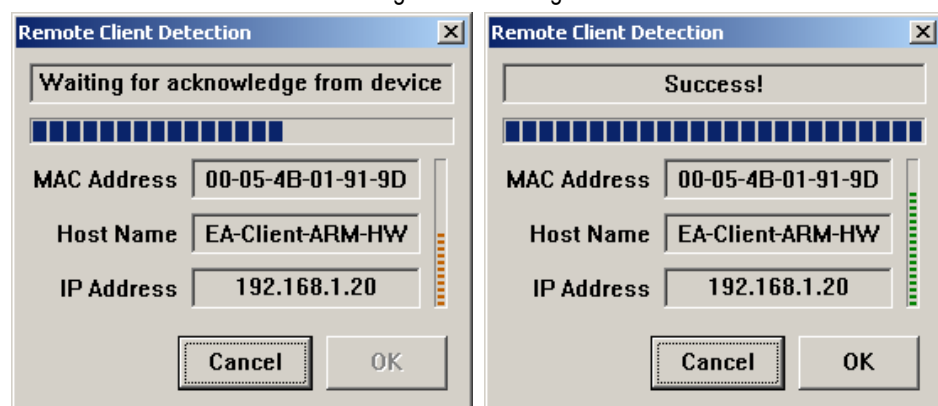 Remote Client Detection
Waiting for acknowledge from device
MAC Address 00-05-4B-01-91-9D
Host Name EA-Client-ARM-HW
IP Address 192.168.1.20
Cancel OK
Remote Client Detection
Success!
MAC Address 00-05-4B-01-91-9D
Host Name EA-Client-ARM-HW
IP Address 192.168.1.20
Cancel OK